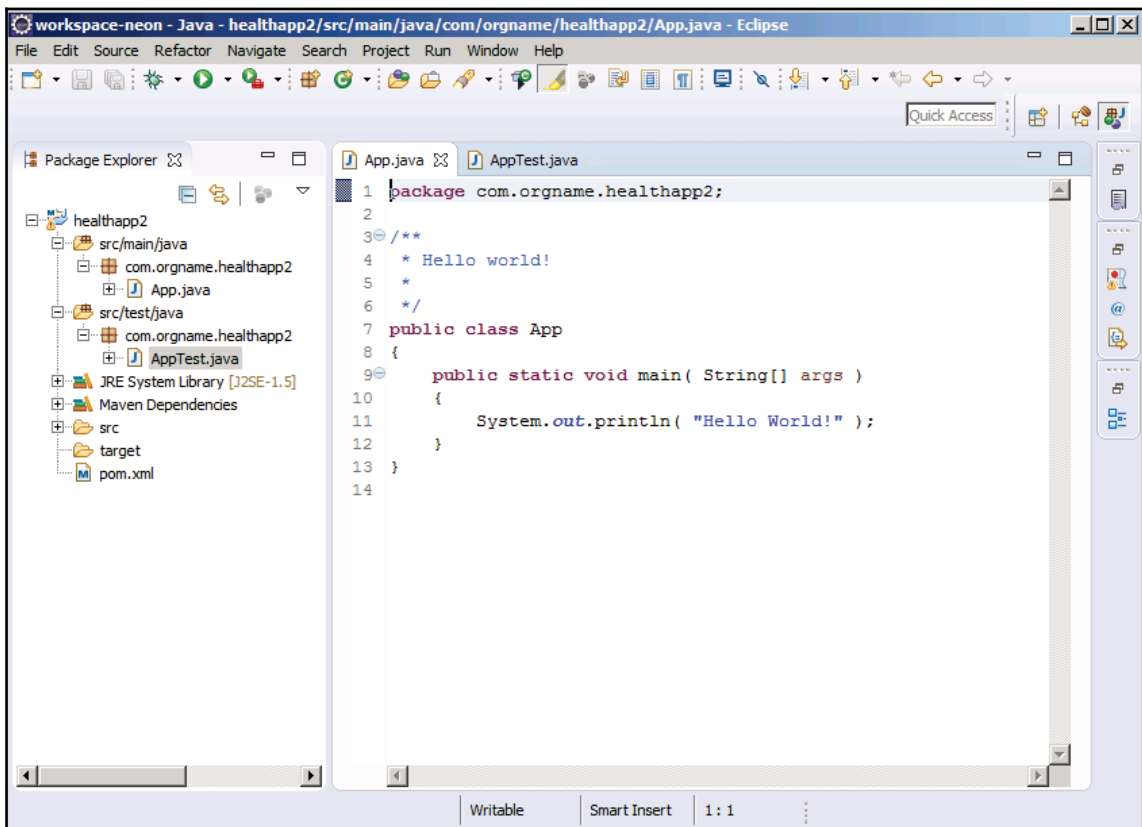 workspace-neon - Java - healthapp2/src/main/java/com/orgname/healthapp2/App.java - Eclipse
File Edit Source Refactor Navigate Search Project Run Window Help
Quick Access
Package Explorer
healthapp2
src/main/java
com.orgname.healthapp2
App.java
src/test/java
com.orgname.healthapp2
AppTest.java
JRE System Library [J2SE-1.5]
Maven Dependencies
src
target
pom.xml
App.java AppTest.java
1 package com.orgname.healthapp2;
2
3 /**
4 * Hello world!
5 *
6 */
7 public class App
8 {
9 public static void main( String[] args )
10 {
11 System.out.println( "Hello World!" );
12 }
13 }
14
Writable Smart Insert 1 : 1